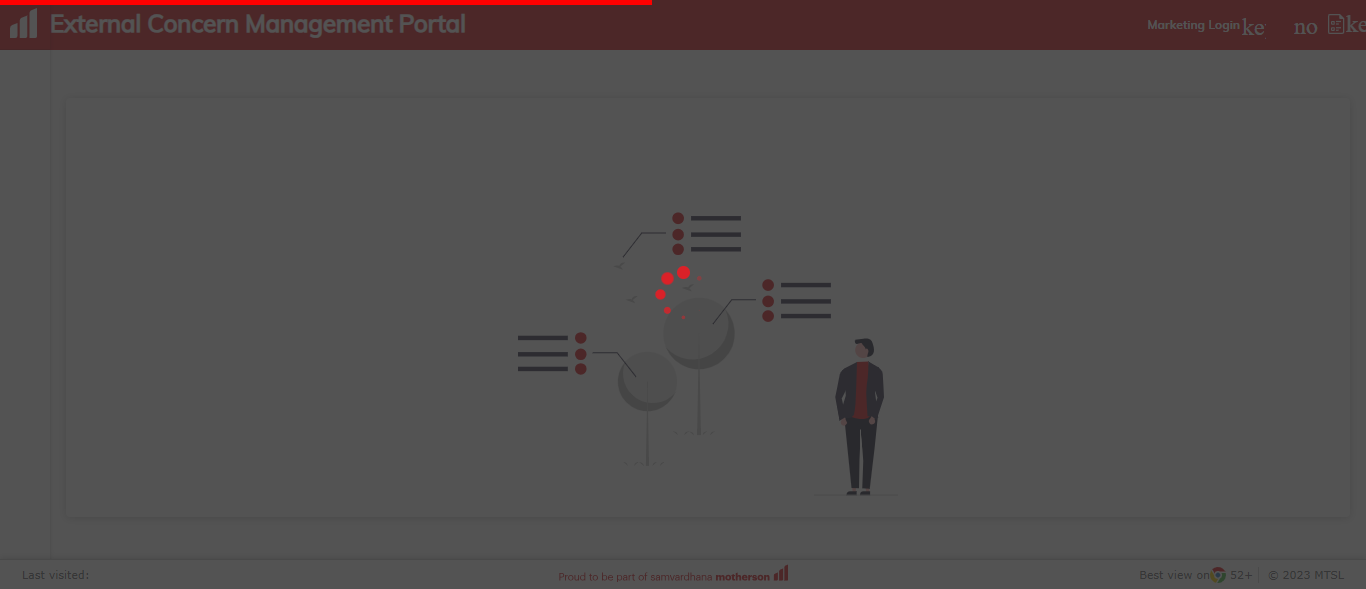 External Concern Management Portal
Marketing Login ke no ke
Last visited:
Proud to be part of samvardhana motherson
Best view on 52+ © 2023 MTSL